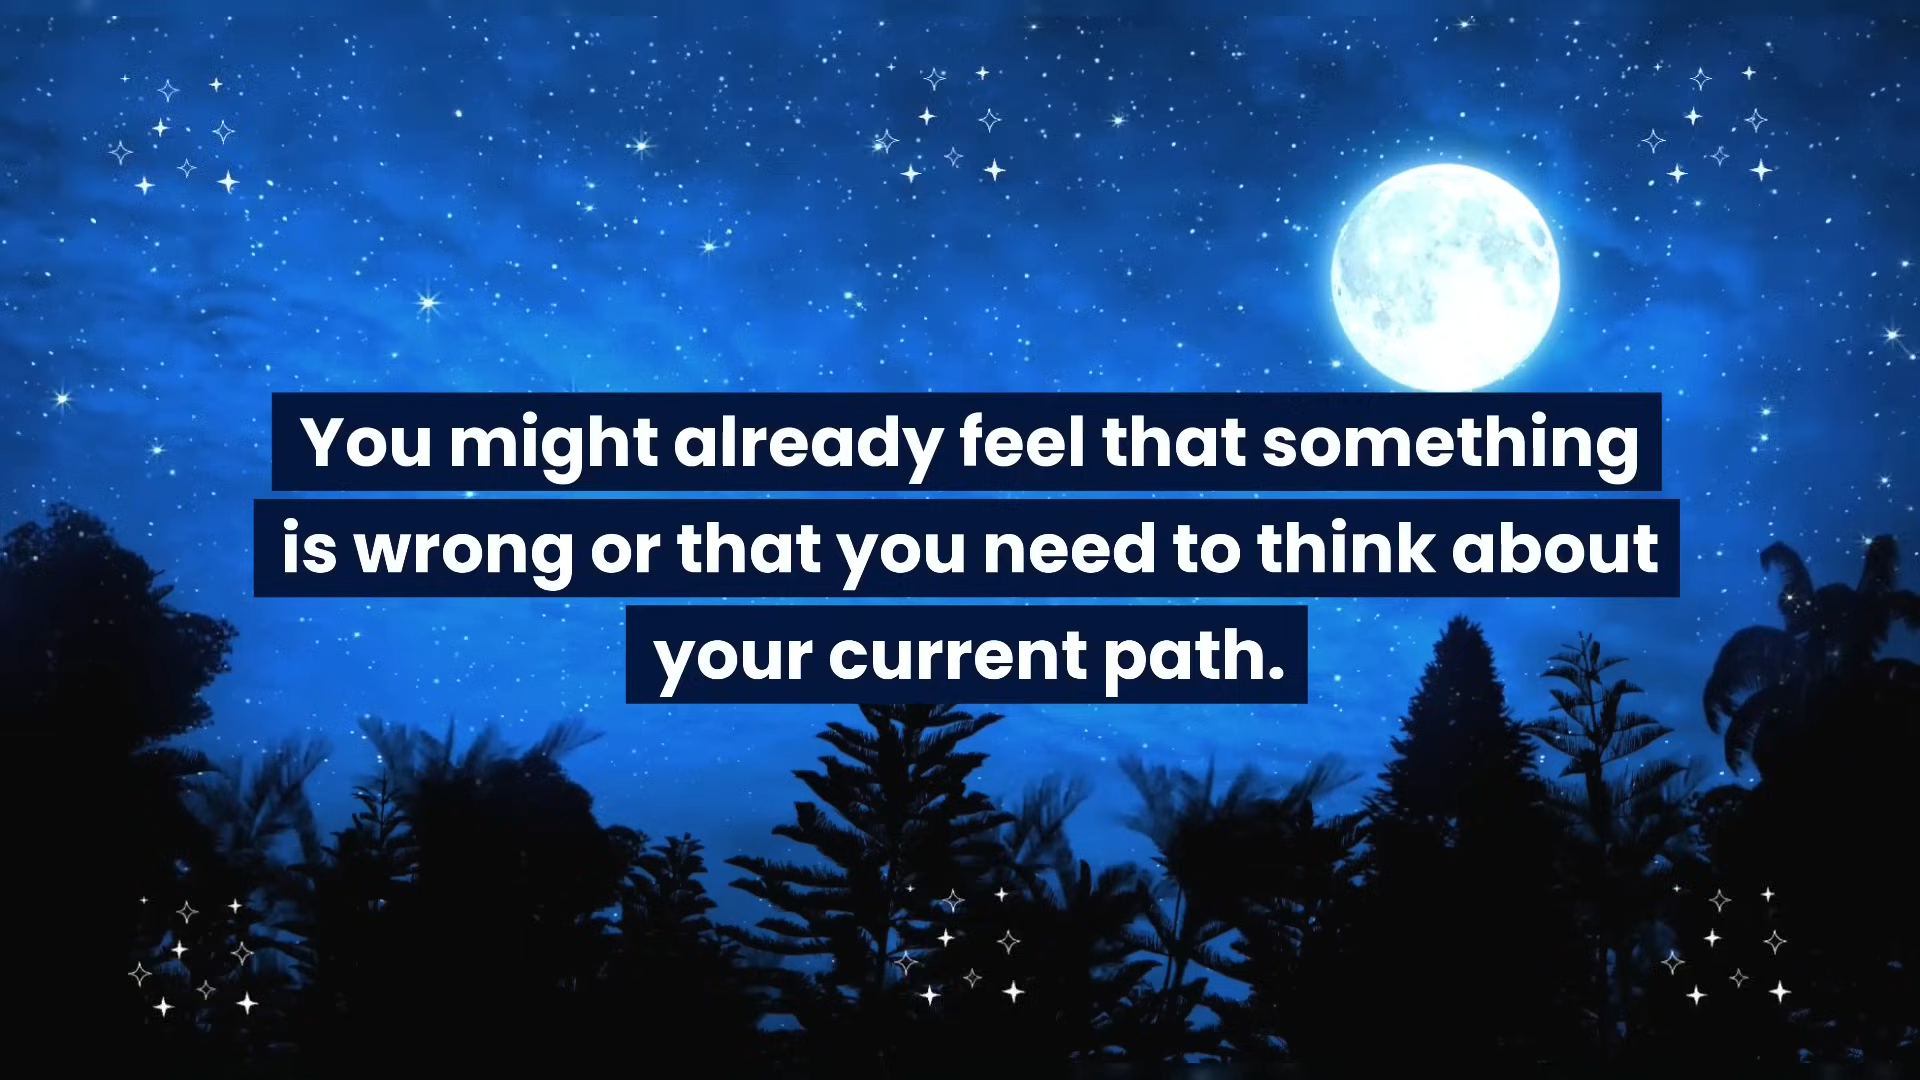 You might already feel that something
is wrong or that you need to think about
your current path.